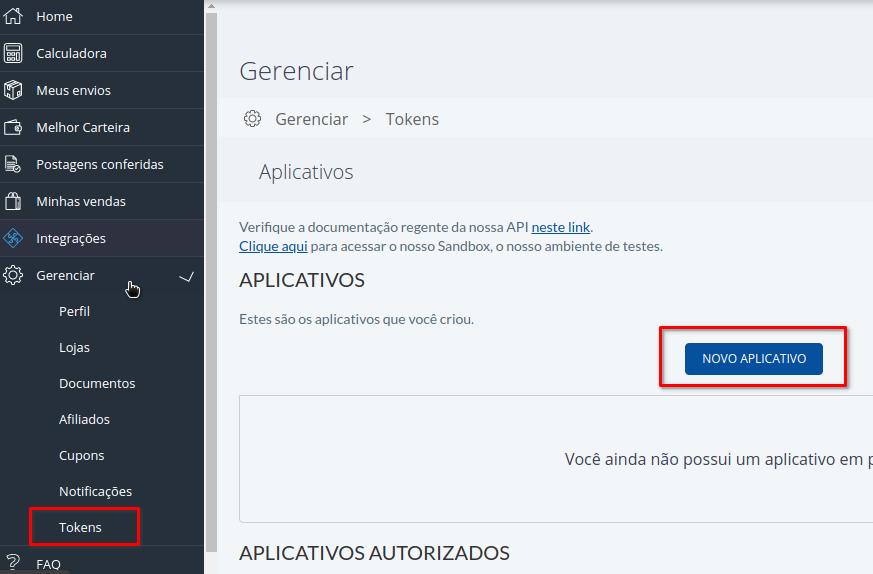 Home
Calculadora
Meus envios
Melhor Carteira
Postagens conferidas
Minhas vendas
Integrações
Gerenciar
Perfil
Lojas
Documentos
Afiliados
Cupons
Notificações
Tokens
FAQ
Gerenciar
Gerenciar > Tokens
Aplicativos
Verifique a documentação regente da nossa API neste link.
Clique aqui para acessar o nosso Sandbox, o nosso ambiente de testes.
APLICATIVOS
Estes são os aplicativos que você criou.
NOVO APLICATIVO
Você ainda não possui um aplicativo em
APLICATIVOS AUTORIZADOS